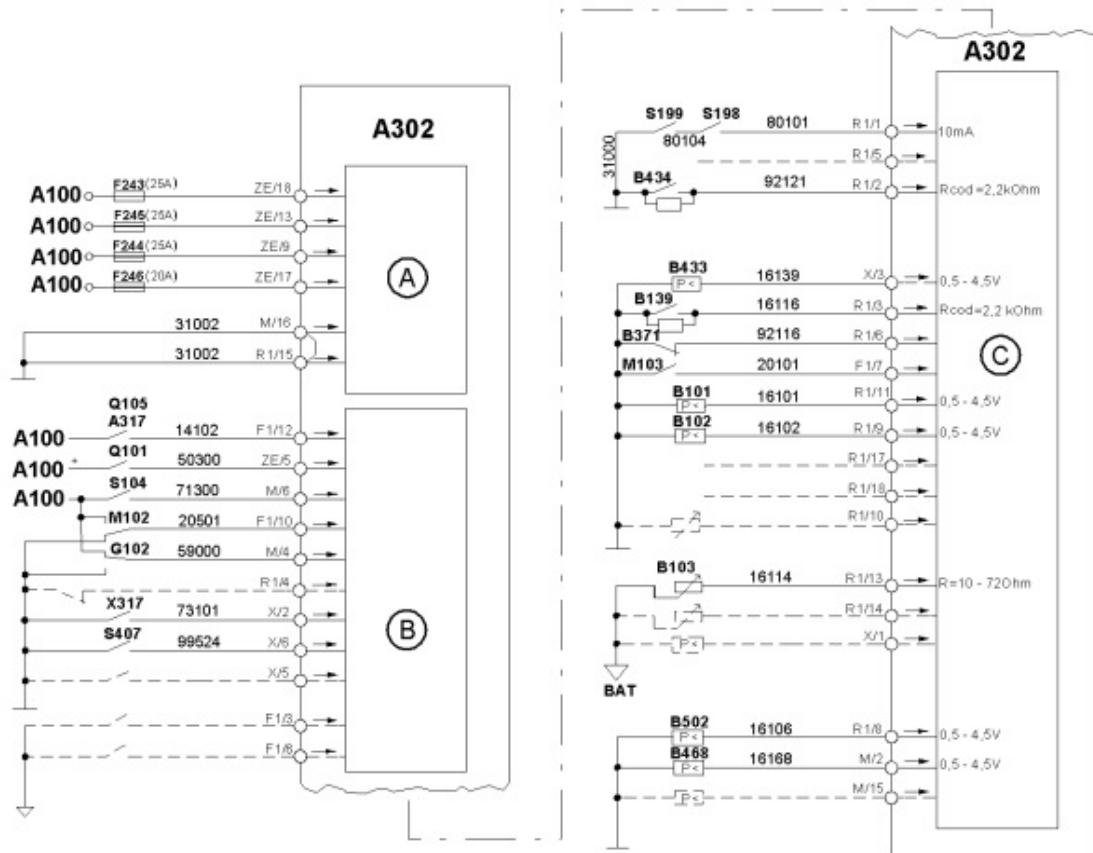 A302
A100 F243(25A) ZE/18
A100 F245(25A) ZE/13
A100 F244(25A) ZE/9
A100 F246(20A) ZE/17
A
31002 M/16
31002 R1/15
Q105
A100 A317 14102 F1/12
A100 + Q101 50300 ZE/5
A100 S104 71300 M/6
M102 20501 F1/10
G102 59000 M/4
R1/4
X317 73101 X/2
B
S407 99524 X/6
X/5
F1/3
F1/6
A302
S199 S198 80101 R1/1 10mA
80104
31000
R1/5
B434 92121 R1/2 Rcod=2,2kOhm
B433 P< 16139 X/3 0,5 - 4,5V
B139 16116 R1/3 Rcod=2,2 kOhm
B371 92116 R1/6
C
M103 20101 F1/7
B101 P< 16101 R1/11 0,5 - 4,5V
B102 P< 16102 R1/9 0,5 - 4,5V
R1/17
R1/18
R1/10
B103 16114 R1/13 R=10 - 72Ohm
R1/14
P< X/1
BAT
B502 P< 16106 R1/8 0,5 - 4,5V
B468 P< 16168 M/2 0,5 - 4,5V
P< M/15